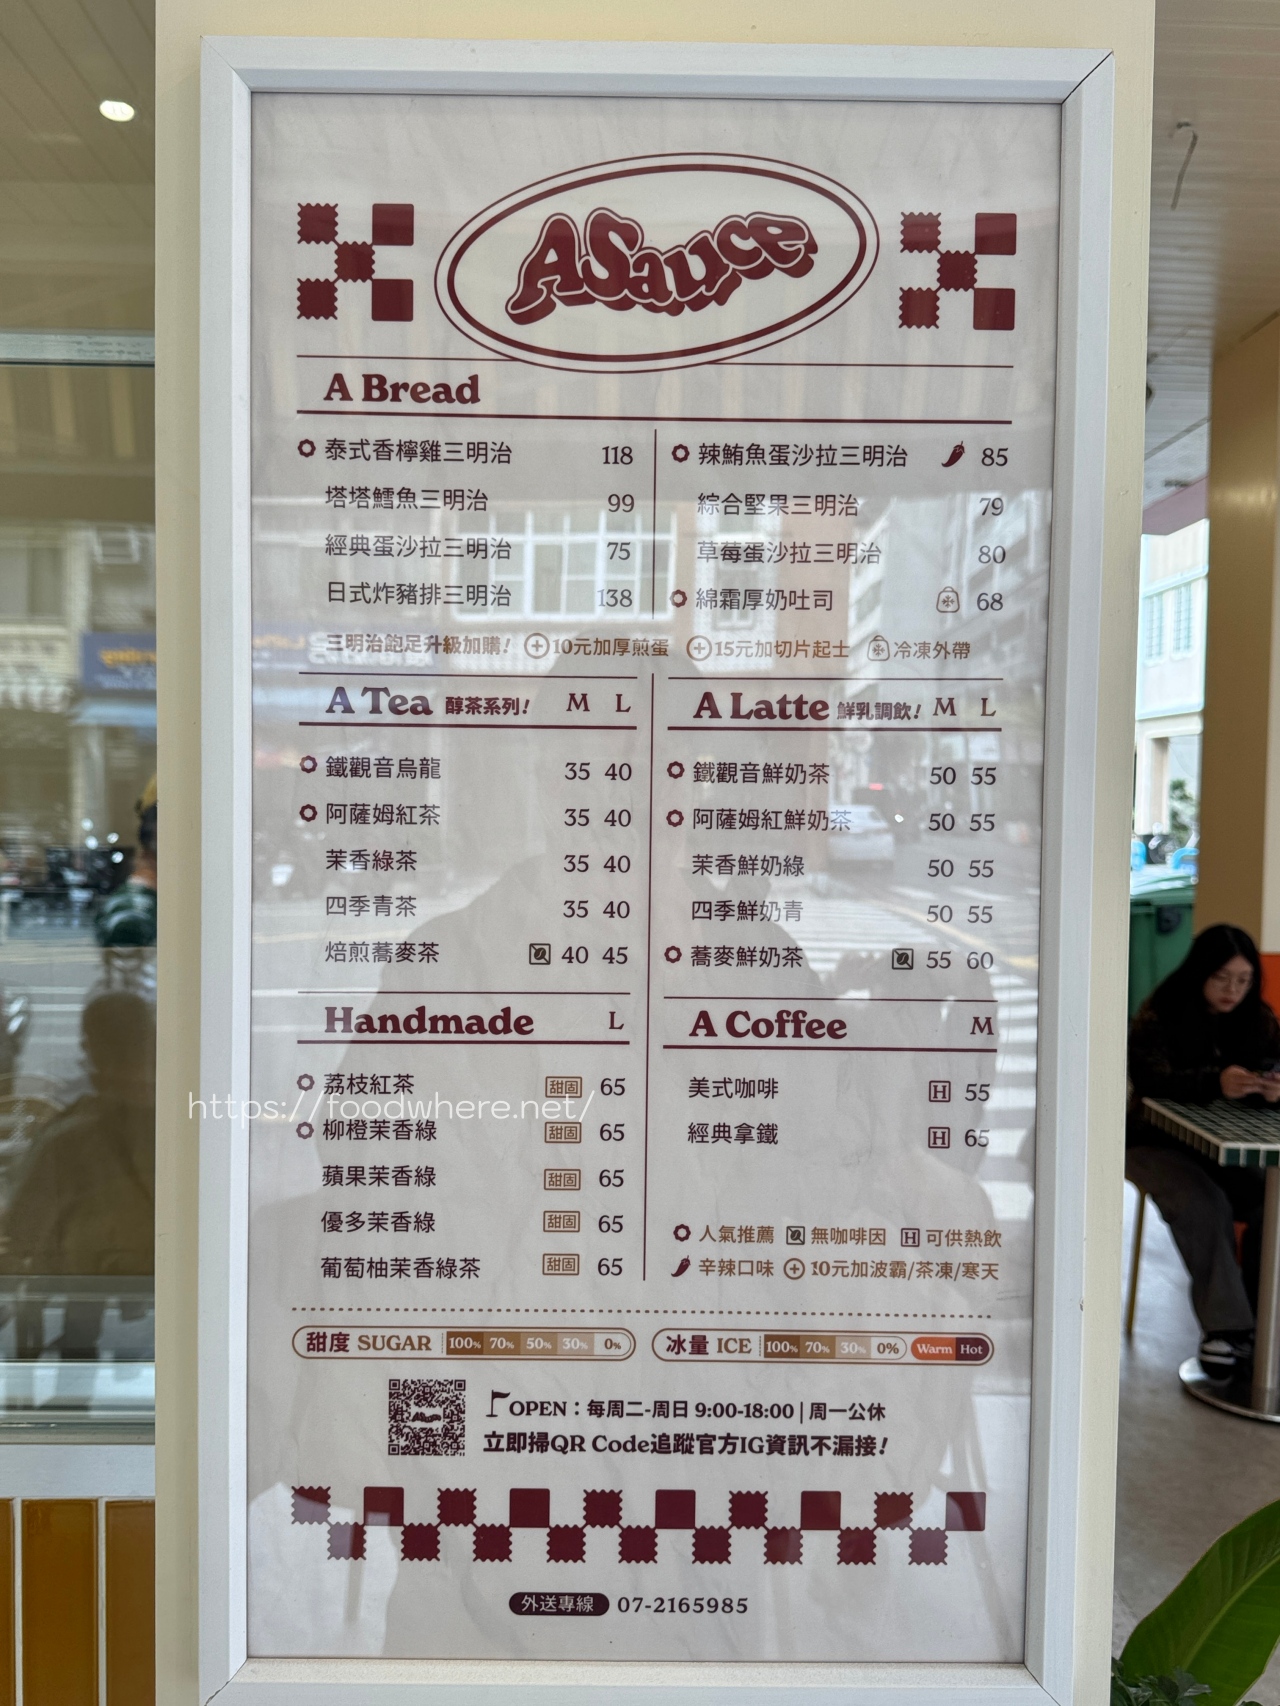 ASauce
A Bread
泰式香檸雞三明治 118
塔塔鱈魚三明治 99
經典蛋沙拉三明治 75
日式炸豬排三明治 138
辣鮪魚蛋沙拉三明治 85
綜合堅果三明治 79
草莓蛋沙拉三明治 80
綿霜厚奶吐司 68
三明治飽足升級加購! 10元加厚煎蛋 15元加切片起士 冷凍外帶
A Tea 醇茶系列! M L
鐵觀音烏龍 35 40
阿薩姆紅茶 35 40
茉香綠茶 35 40
四季青茶 35 40
焙煎蕎麥茶 40 45
A Latte 鮮乳調飲! M L
鐵觀音鮮奶茶 50 55
阿薩姆紅鮮奶茶 50 55
茉香鮮奶綠 50 55
四季鮮奶青 50 55
蕎麥鮮奶茶 55 60
Handmade L
荔枝紅茶 甜固 65
柳橙茉香綠 甜固 65
蘋果茉香綠 甜固 65
優多茉香綠 甜固 65
葡萄柚茉香綠茶 甜固 65
A Coffee M
美式咖啡 H 55
經典拿鐵 H 65
人氣推薦 無咖啡因 H 可供熱飲
辛辣口味 10元加波霸/茶凍/寒天
甜度 SUGAR 100% 70% 50% 30% 0%
冰量 ICE 100% 70% 30% 0% Warm Hot
OPEN：每周二-周日 9:00-18:00 | 周一公休
立即掃QR Code追蹤官方IG資訊不漏接!
外送專線 07-2165985
https://foodwhere.net/